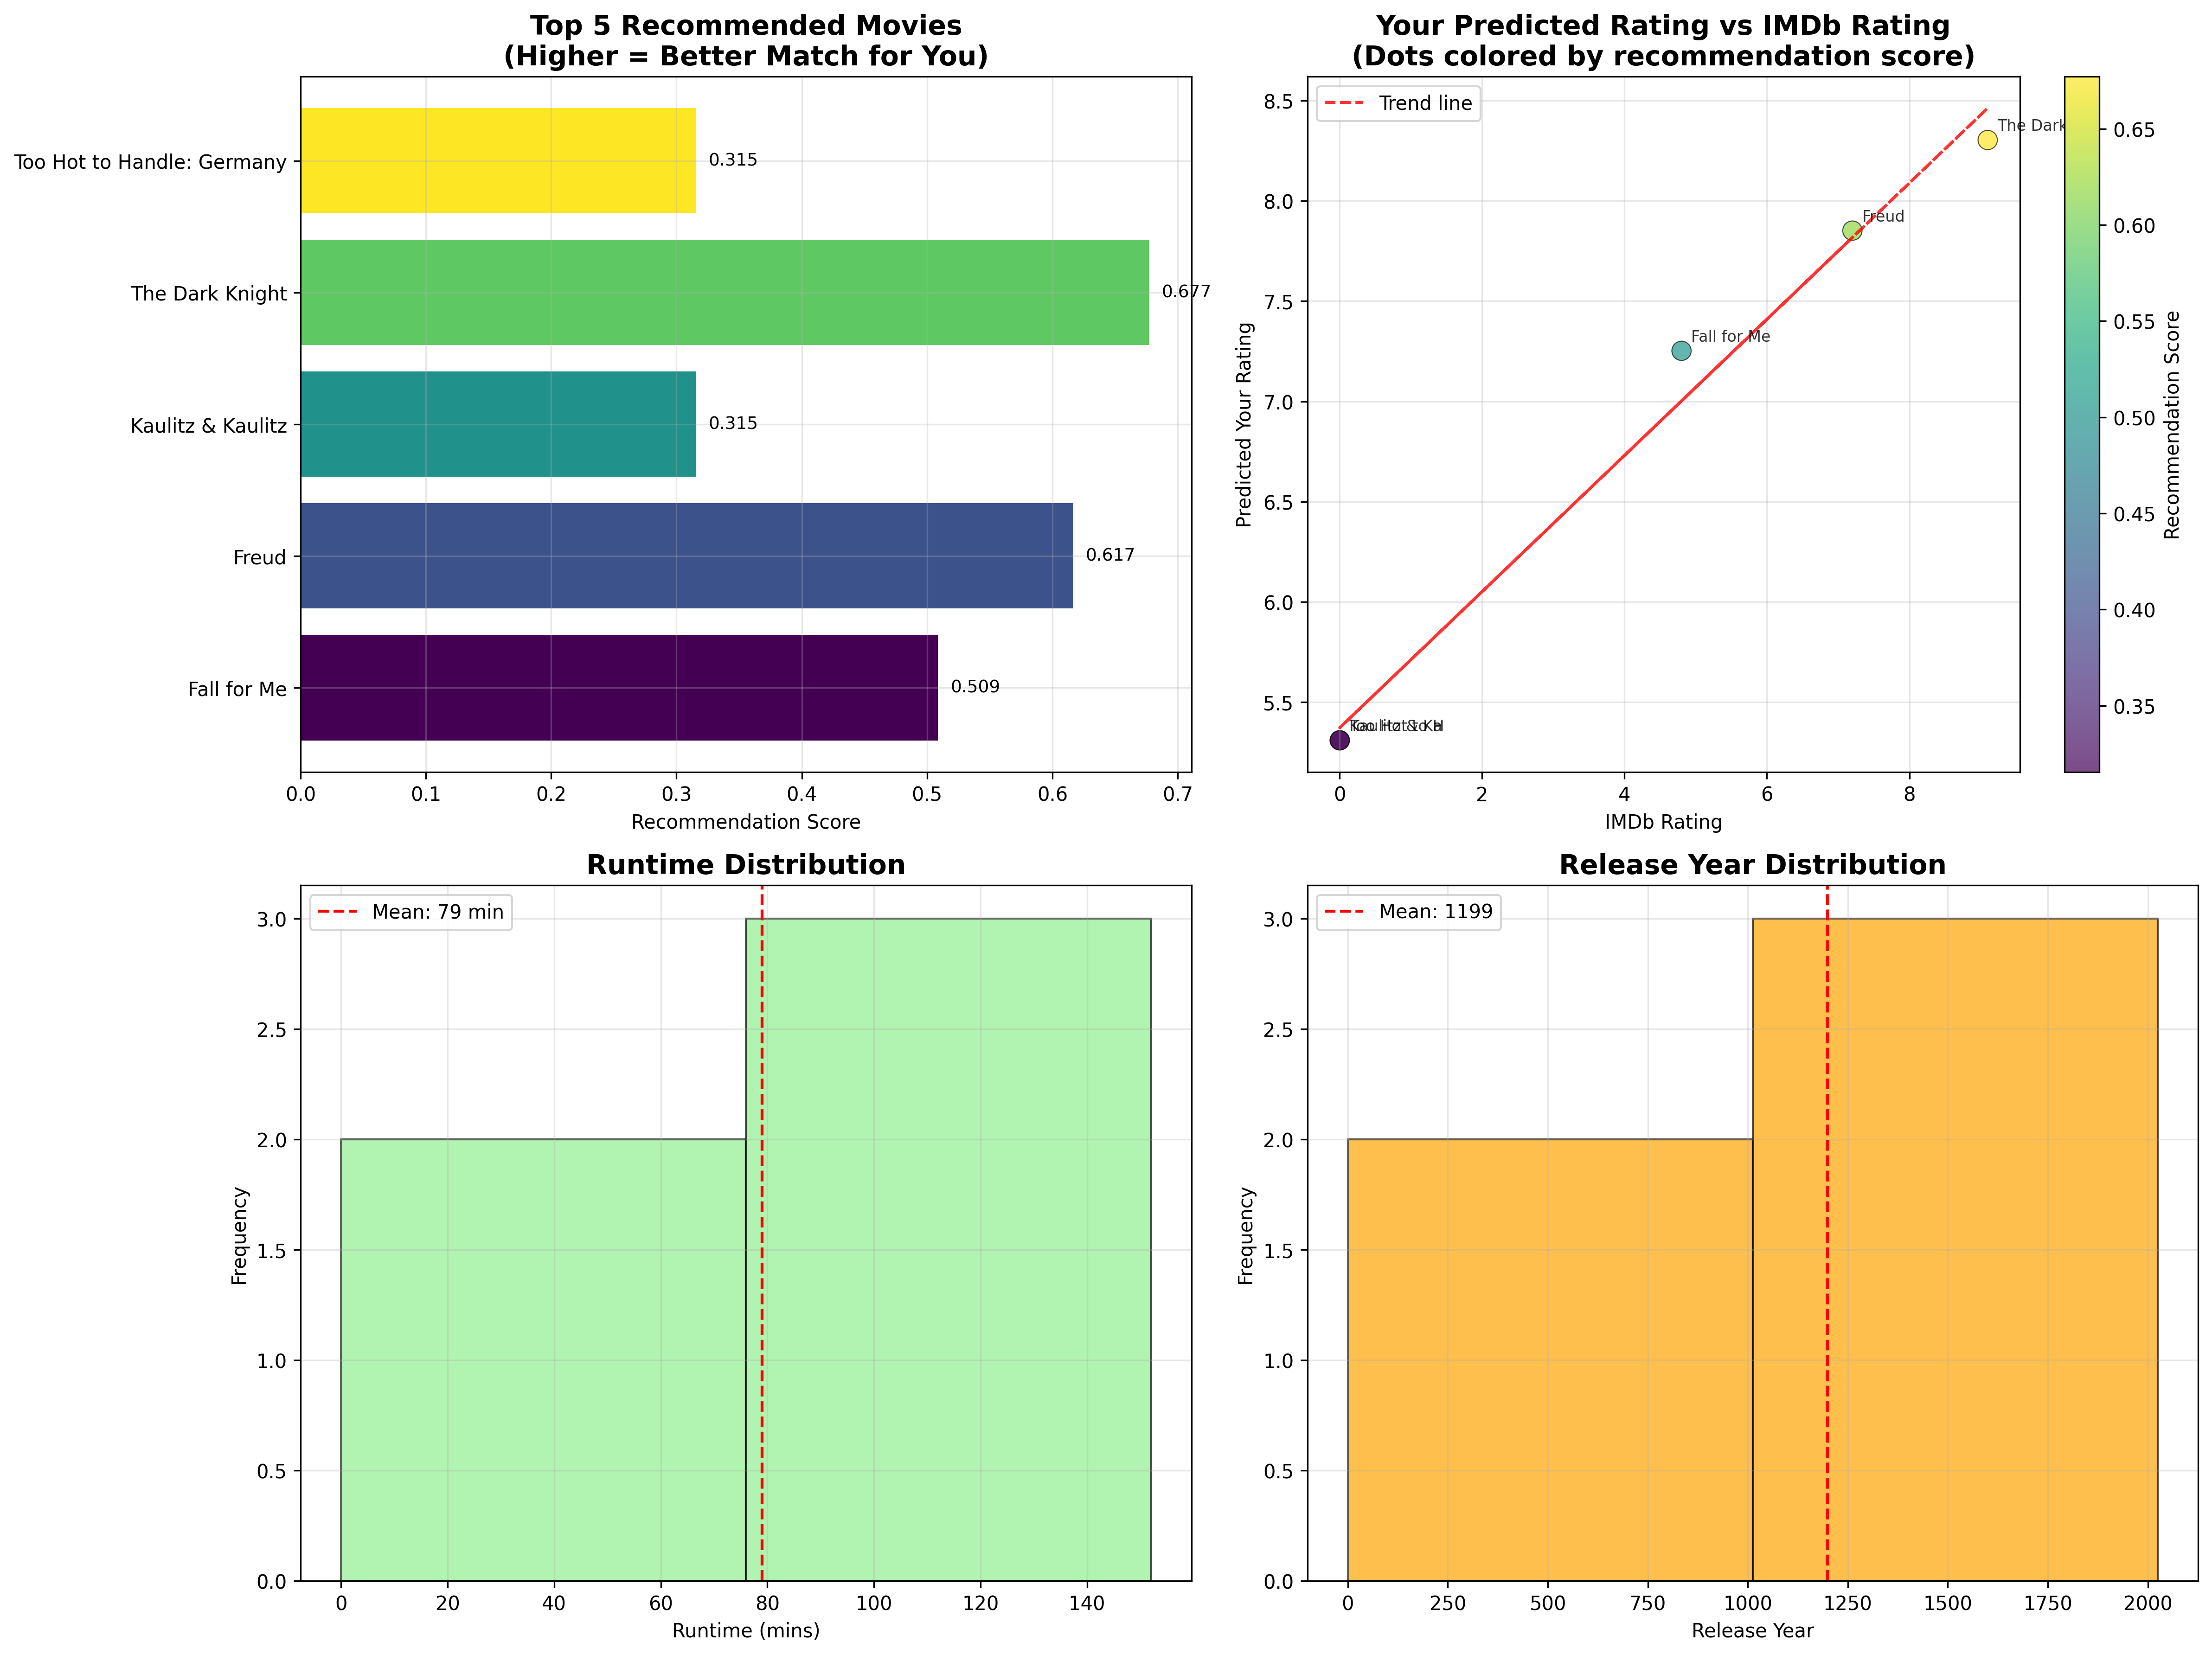 Top 5 Recommended Movies
(Higher = Better Match for You)
Too Hot to Handle: Germany
The Dark Knight
Kaulitz & Kaulitz
Freud
Fall for Me
0.315
0.677
0.315
0.617
0.509
0.0 0.1 0.2 0.3 0.4 0.5 0.6 0.7
Recommendation Score
Your Predicted Rating vs IMDb Rating
(Dots colored by recommendation score)
Trend line
8.5
8.0
7.5
7.0
6.5
6.0
5.5
Predicted Your Rating
The Dark
Freud
Fall for Me
0 2 4 6 8
IMDb Rating
0.65
0.60
0.55
0.50
0.45
0.40
0.35
Recommendation Score
Runtime Distribution
Mean: 79 min
3.0
2.5
2.0
1.5
1.0
0.5
0.0
Frequency
0 20 40 60 80 100 120 140
Runtime (mins)
Release Year Distribution
Mean: 1199
3.0
2.5
2.0
1.5
1.0
0.5
0.0
Frequency
0 250 500 750 1000 1250 1500 1750 2000
Release Year